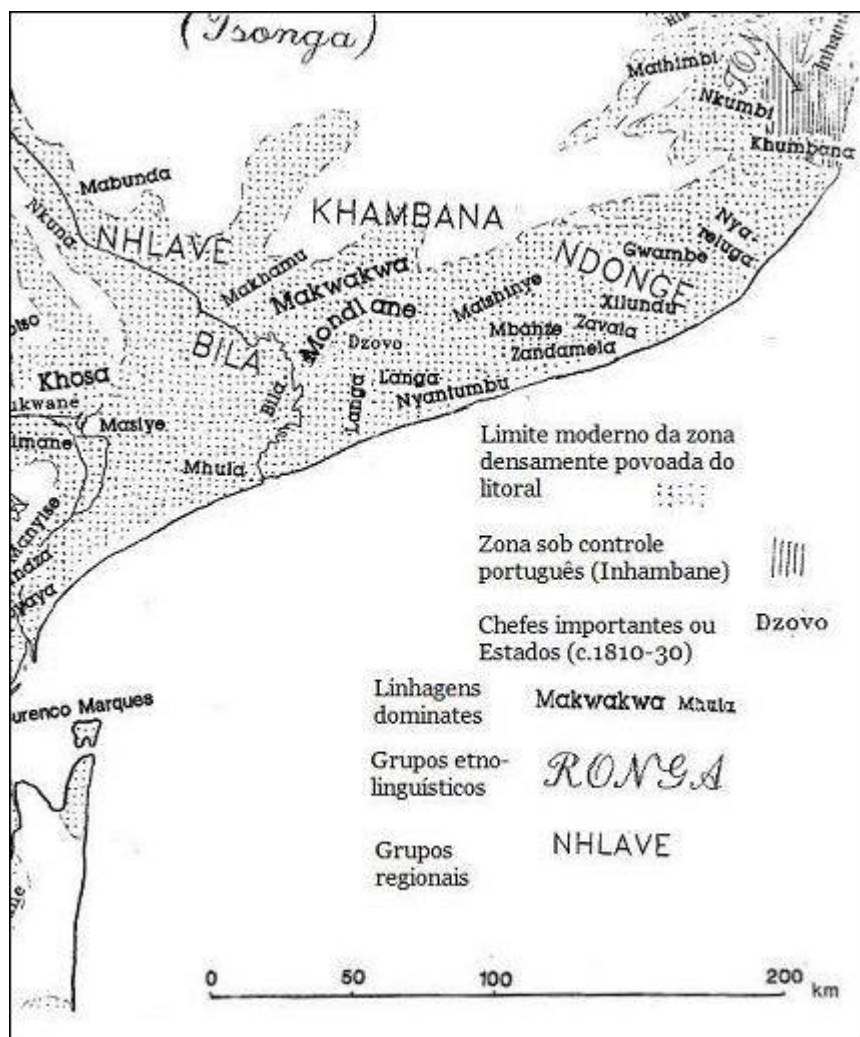 (Tsonga)
Mathimbi
Nkumbi
Khumbana
Mabunda
Nkuna
NHLAVE
KHAMBANA
Makhamu
Makwakwa
Mondlane
Matshinye
NDONGE
Gwambe
Nya-
teluga
Xilundu
Zavala
Mbanze
Zandamela
Dzovo
BILA
Bila
Langa
Langa
Nyantumbu
Khosa
Masiye
Mhula
Manyise
Limite moderno da zona
densamente povoada do
litoral
Zona sob controle
português (Inhambane)
Chefes importantes ou
Estados (c.1810-30)
Dzovo
Linhagens
dominates
Makwakwa Mhula
Grupos etno-
linguísticos
RONGA
Grupos
regionais
NHLAVE
urenco Marques
0 50 100 200
km